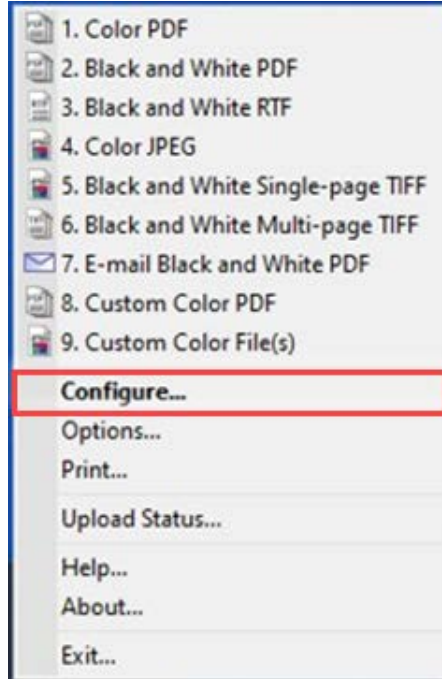 1. Color PDF
2. Black and White PDF
3. Black and White RTF
4. Color JPEG
5. Black and White Single-page TIFF
6. Black and White Multi-page TIFF
7. E-mail Black and White PDF
8. Custom Color PDF
9. Custom Color File(s)
Configure...
Options...
Print...
Upload Status...
Help...
About...
Exit...